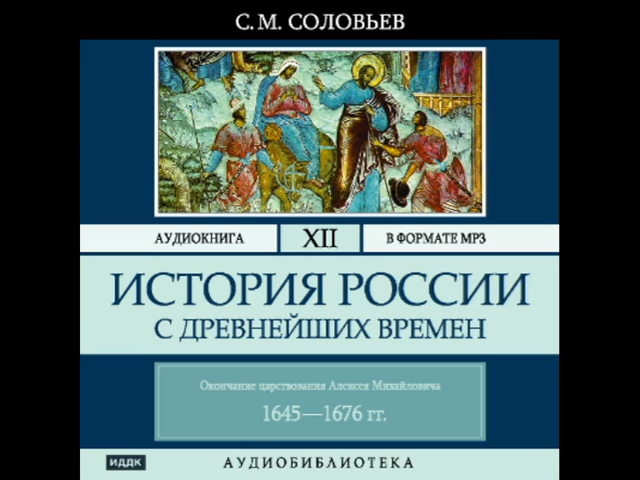 С. М. СОЛОВЬЕВ
АУДИОКНИГА XII В ФОРМАТЕ MP3
ИСТОРИЯ РОССИИ
С ДРЕВНЕЙШИХ ВРЕМЕН
Окончание царствования Алексея Михайловича
1645—1676 гг.
ИДДК АУДИОБИБЛИОТЕКА